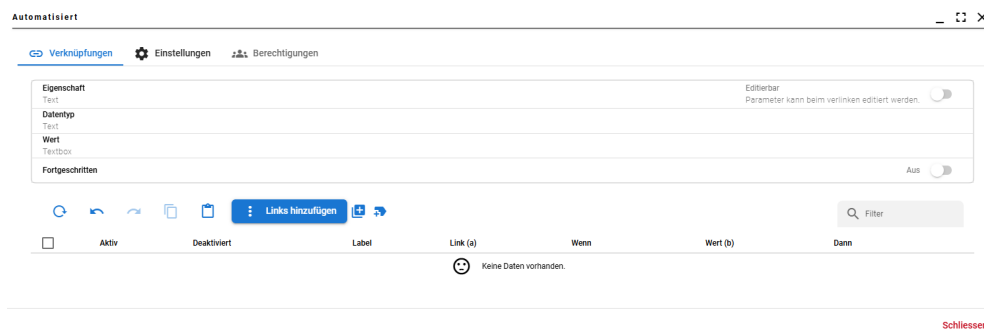 Automatisiert
Verknüpfungen Einstellungen Berechtigungen
Eigenschaft
Text
Editierbar
Parameter kann beim verlinken editiert werden.
Datentyp
Text
Wert
Textbox
Fortgeschritten Aus
Links hinzufügen Filter
Aktiv Deaktiviert Label Link (a) Wenn Wert (b) Dann
Keine Daten vorhanden.
Schliessen